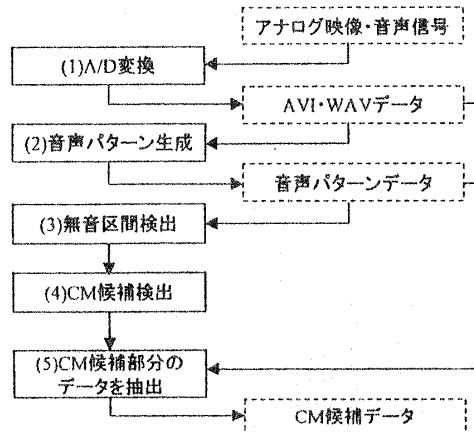 アナログ映像・音声信号
(1)A/D変換
AVI・WAVデータ
(2)音声パターン生成
音声パターンデータ
(3)無音区間検出
(4)CM候補検出
(5)CM候補部分の
データを抽出
CM候補データ